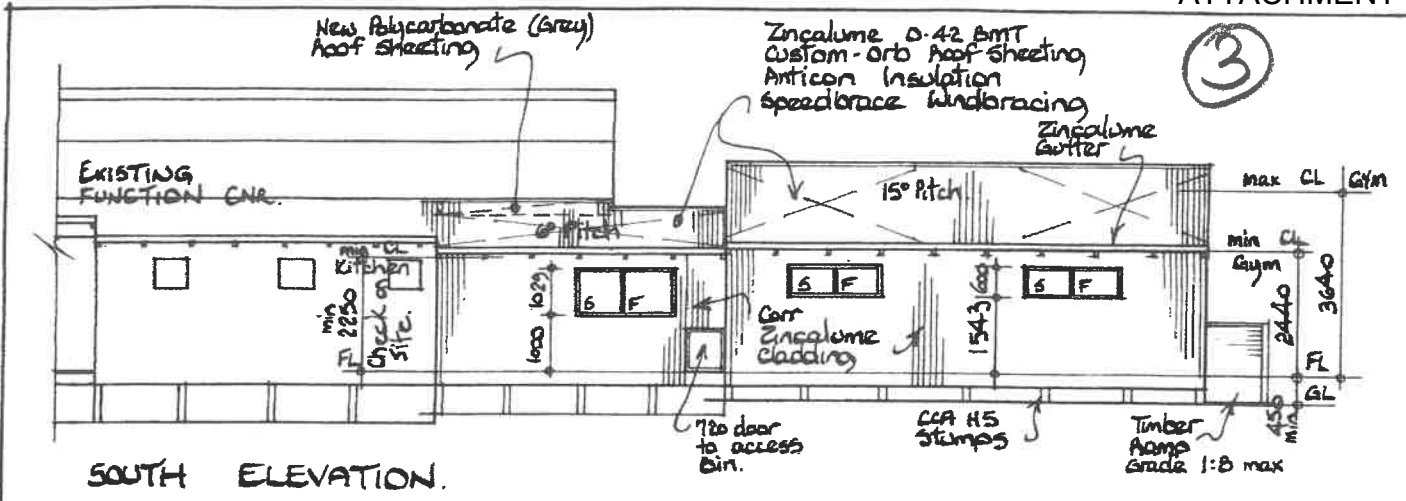 ATTACHMENT
3
New Polycarbonate (Grey)
Roof Sheeting
Zincalume 0.42 BMT
Custom-Orb Roof Sheeting
Anticon Insulation
Speedbrace Windbracing
Zincalume
Gutter
EXISTING
FUNCTION CNR.
6° Pitch
15° Pitch
max CL GYM
min CL
Gym
min CL
Kitchen
min
2250
Check on
Site.
FL
1029
1000
S F
S F
S F
Corr
Zincalume
Cladding
600
1543
2440
3640
FL
GL
450
min
720 door
to access
Bin.
CCA H5
Stumps
Timber
Ramp
Grade 1:8 max
SOUTH ELEVATION.